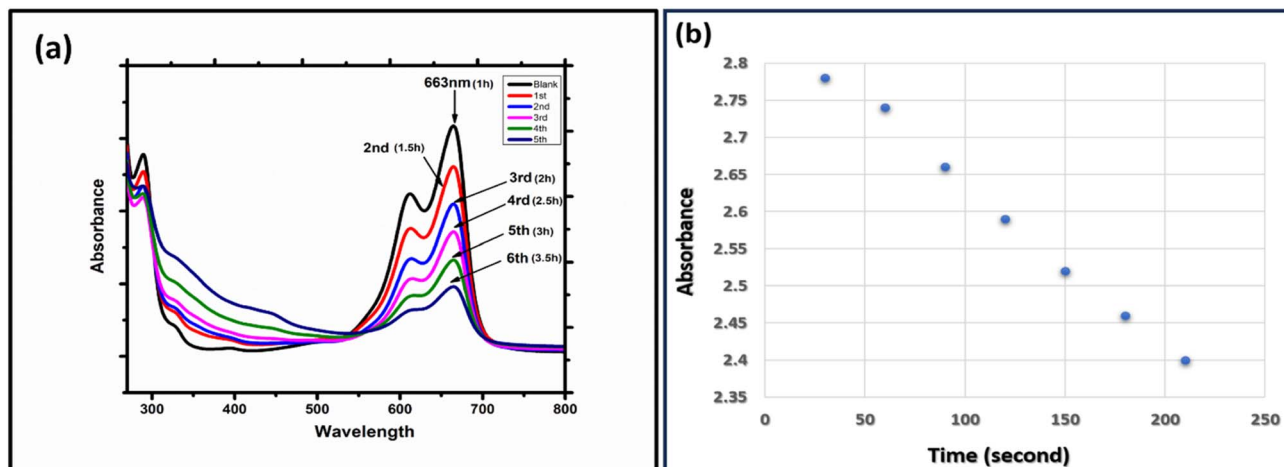 (a)
663nm (1h)
Blank
1st
2nd
3rd
4th
5th
2nd (1.5h)
3rd (2h)
4rd (2.5h)
5th (3h)
6th (3.5h)
Absorbance
300 400 500 600 700 800
Wavelength
(b)
2.8
2.75
2.7
2.65
2.6
2.55
2.5
2.45
2.4
2.35
Absorbance
0 50 100 150 200 250
Time (second)